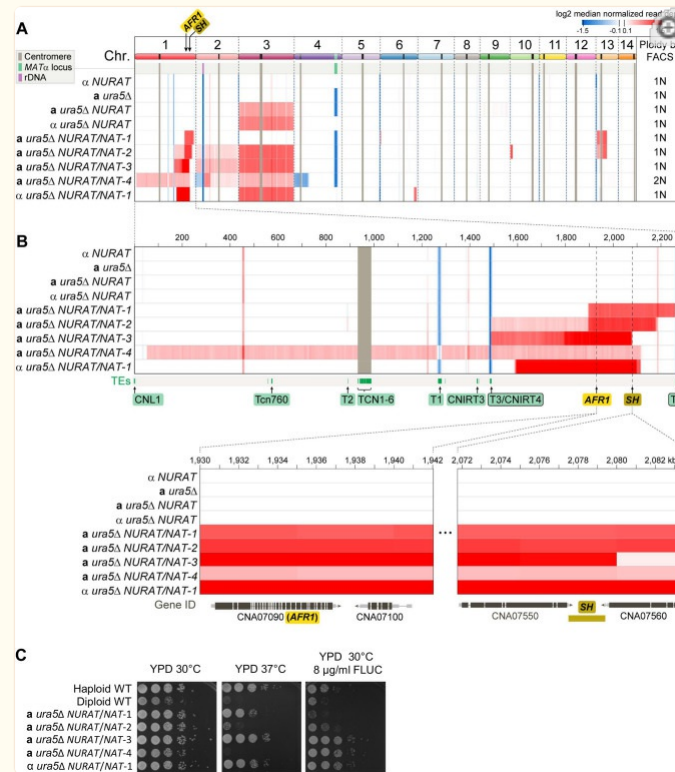 AFR1
SH
A
log2 median normalized read
-1.5 -0.1 0.1
Ploidy b
FACS
Centromere
MATα locus
rDNA
1 2 3 4 5 6 7 8 9 10 11 12 13 14
Chr.
α NURAT 1N
a ura5Δ 1N
a ura5Δ NURAT 1N
α ura5Δ NURAT 1N
a ura5Δ NURAT/NAT-1 1N
a ura5Δ NURAT/NAT-2 1N
a ura5Δ NURAT/NAT-3 1N
a ura5Δ NURAT/NAT-4 2N
α ura5Δ NURAT/NAT-1 1N
B
200 400 600 800 1,000 1,200 1,400 1,600 1,800 2,000 2,2
α NURAT
a ura5Δ
a ura5Δ NURAT
α ura5Δ NURAT
a ura5Δ NURAT/NAT-1
a ura5Δ NURAT/NAT-2
a ura5Δ NURAT/NAT-3
a ura5Δ NURAT/NAT-4
α ura5Δ NURAT/NAT-1
TEs
CNL1 Tcn760 T2 TCN1-6 T1 CNIRT3 T3/CNIRT4 AFR1 SH T
1,930 1,932 1,934 1,936 1,938 1,940 1,942 2,072 2,074 2,076 2,078 2,080 2,082 kb
α NURAT
a ura5Δ
a ura5Δ NURAT
α ura5Δ NURAT
a ura5Δ NURAT/NAT-1
a ura5Δ NURAT/NAT-2
a ura5Δ NURAT/NAT-3
a ura5Δ NURAT/NAT-4
α ura5Δ NURAT/NAT-1
...
Gene ID
CNA07090 (AFR1) CNA07100 CNA07550 SH CNA07560
C
YPD 30°C YPD 37°C YPD 30°C
8 µg/ml FLUC
Haploid WT
Diploid WT
a ura5Δ NURAT/NAT-1
a ura5Δ NURAT/NAT-2
a ura5Δ NURAT/NAT-3
a ura5Δ NURAT/NAT-4
α ura5Δ NURAT/NAT-1